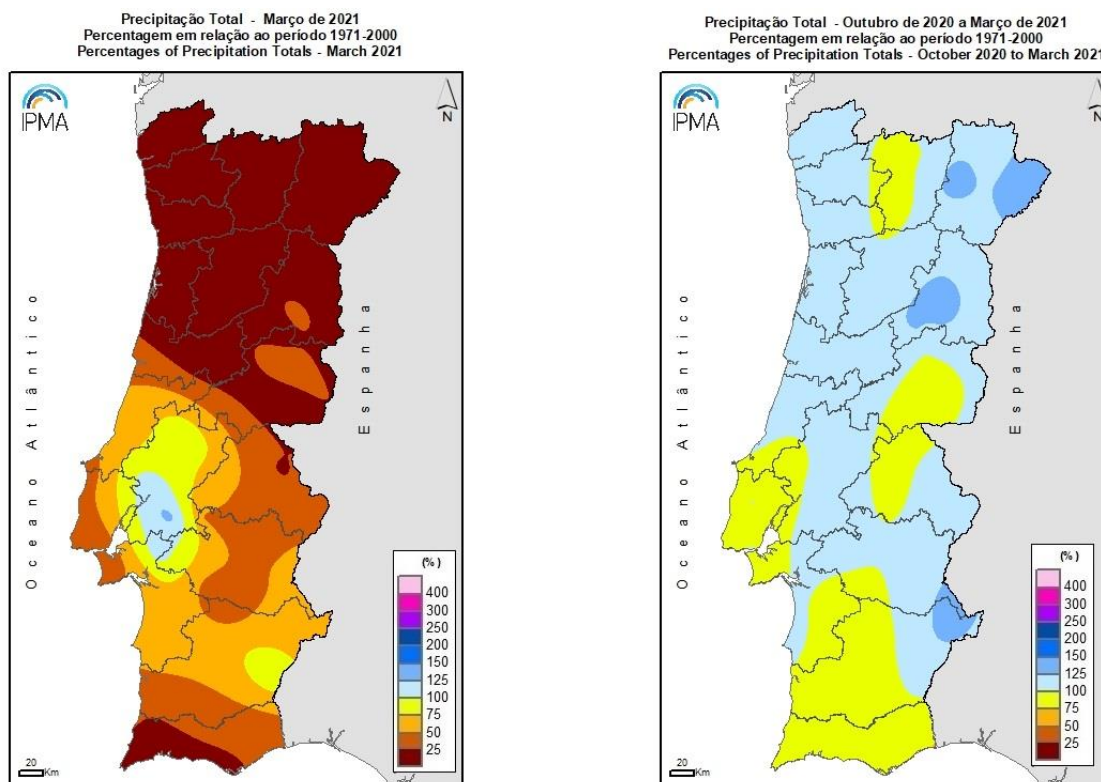 Precipitação Total - Março de 2021
Percentagem em relação ao período 1971-2000
Percentages of Precipitation Totals - March 2021
IPMA
N
Oceano Atlântico
Espanha
(%)
400
300
250
200
150
125
100
75
50
25
20
Km
Precipitação Total - Outubro de 2020 a Março de 2021
Percentagem em relação ao período 1971-2000
Percentages of Precipitation Totals - October 2020 to March 2021
IPMA
N
Oceano Atlântico
Espanha
(%)
400
300
250
200
150
125
100
75
50
25
20
Km